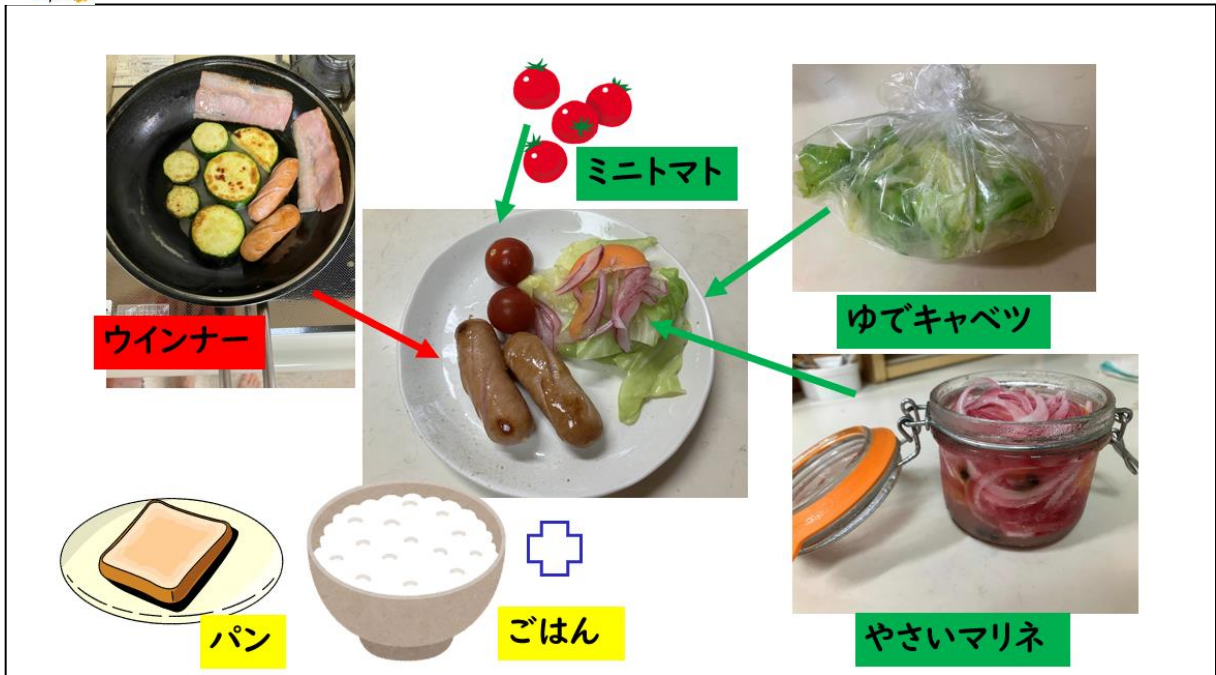 ミニトマト
ウインナー
ゆでキャベツ
パン
ごはん
やさいマリネ